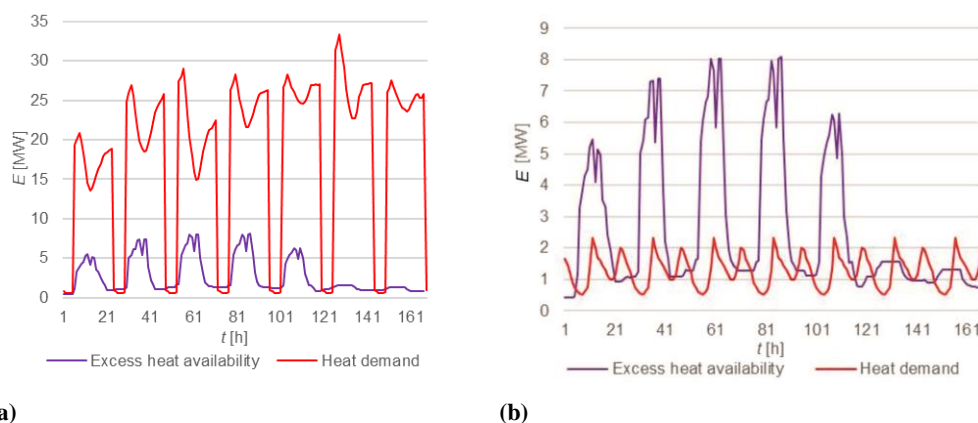 35
30
25
20
15
10
5
0
E [MW]
1 21 41 61 81 101 121 141 161
t [h]
Excess heat availability Heat demand
a)
9
8
7
6
5
4
3
2
1
0
E [MW]
1 21 41 61 81 101 121 141 161
t [h]
Excess heat availability Heat demand
(b)